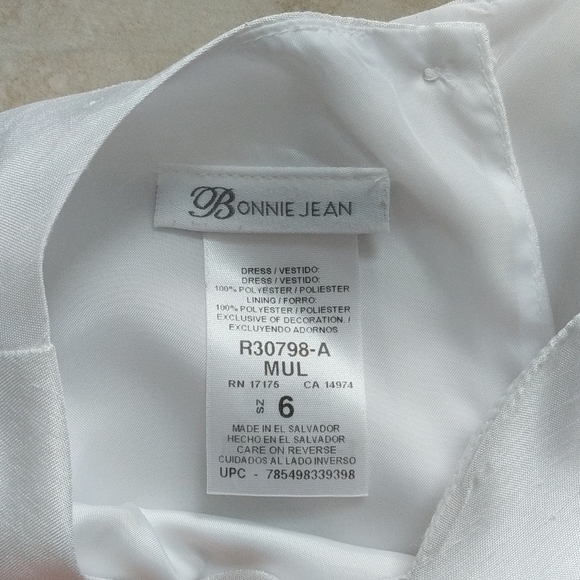 BONNIE JEAN
DRESS / VESTIDO:
DRESS / VESTIDO:
100% POLYESTER / POLIESTER
LINING / FORRO:
100% POLYESTER / POLIESTER
EXCLUSIVE OF DECORATION. /
EXCLUYENDO ADORNOS
R30798-A
MUL
RN 17175 CA 14974
SZ 6
MADE IN EL SALVADOR
HECHO EN EL SALVADOR
CARE ON REVERSE
CUIDADOS AL LADO INVERSO
UPC - 785498339398